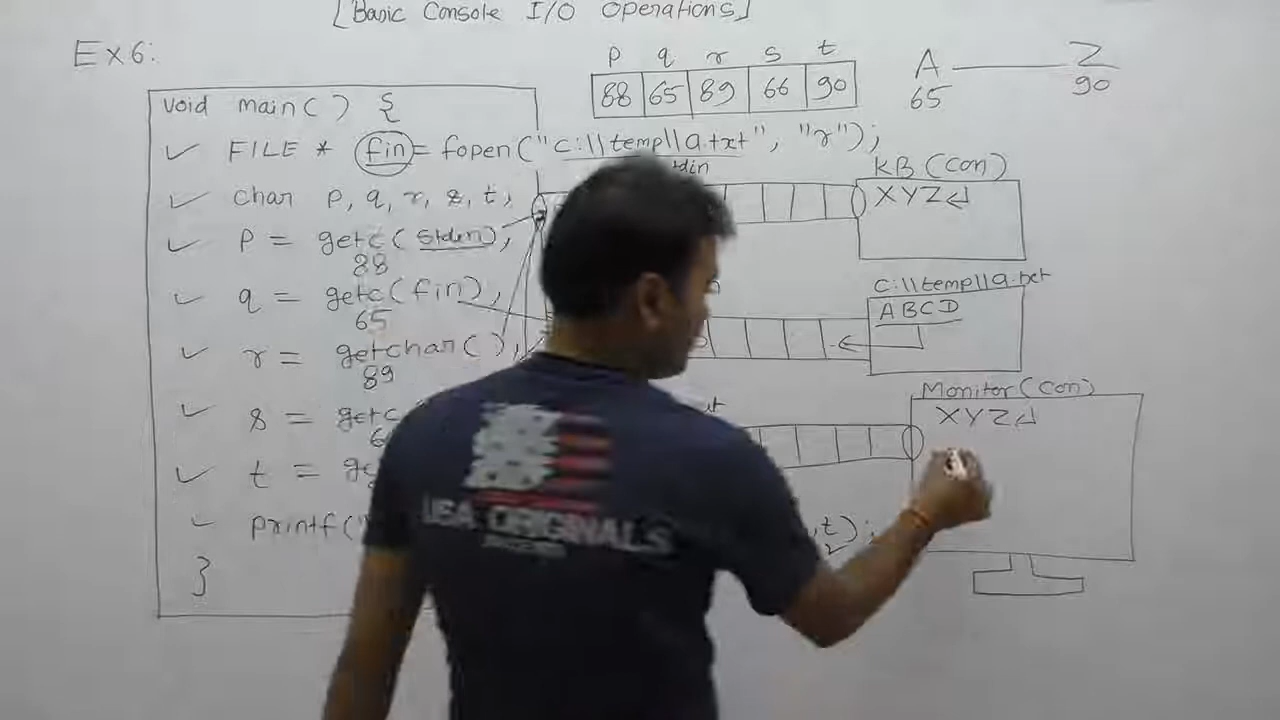 [Basic Console I/O Operations]
Ex6:
p q r s t
88 65 89 66 90
A Z
65 90
void main() {
FILE * fin = fopen("c:\\temp\\a.txt", "r");
char p, q, r, s, t;
p = getc(stdin);
88
q = getc(fin);
65
r = getchar();
89
s = getc
t =
printf("
,t);
}
KB(con)
XYZ↵
c:\\temp\\a.txt
ABCD
Monitor(con)
XYZ↵
USA ORIGINALS